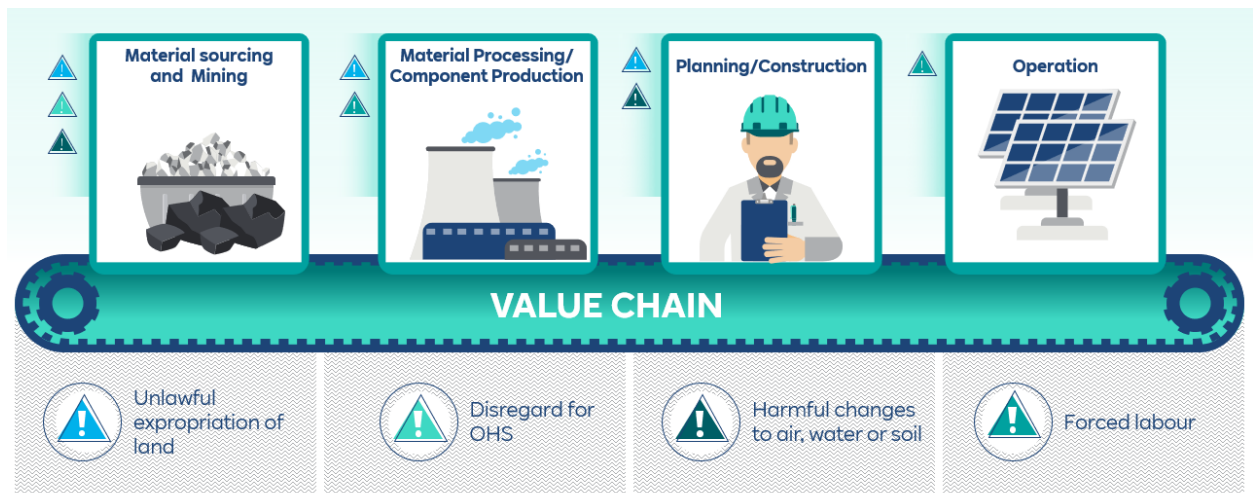 Material sourcing
and Mining
Material Processing/
Component Production
Planning/Construction
Operation
VALUE CHAIN
Unlawful
expropriation of
land
Disregard for
OHS
Harmful changes
to air, water or soil
Forced labour